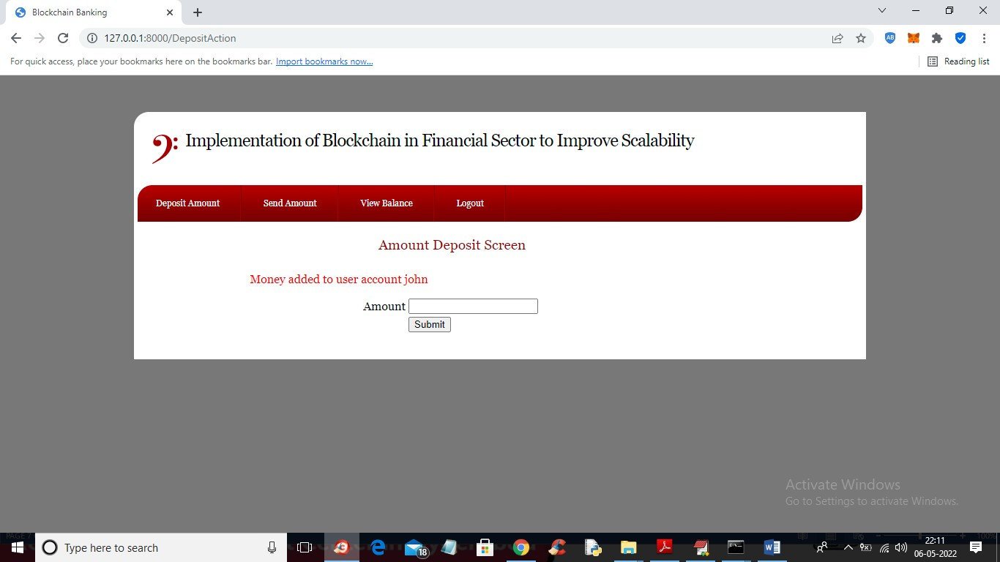 Blockchain Banking
127.0.0.1:8000/DepositAction
AB
For quick access, place your bookmarks here on the bookmarks bar. Import bookmarks now...
Reading list
Implementation of Blockchain in Financial Sector to Improve Scalability
Deposit Amount Send Amount View Balance Logout
Amount Deposit Screen
Money added to user account john
Amount
Submit
Activate Windows
Go to Settings to activate Windows.
Type here to search
18
100%
22:11
06-05-2022